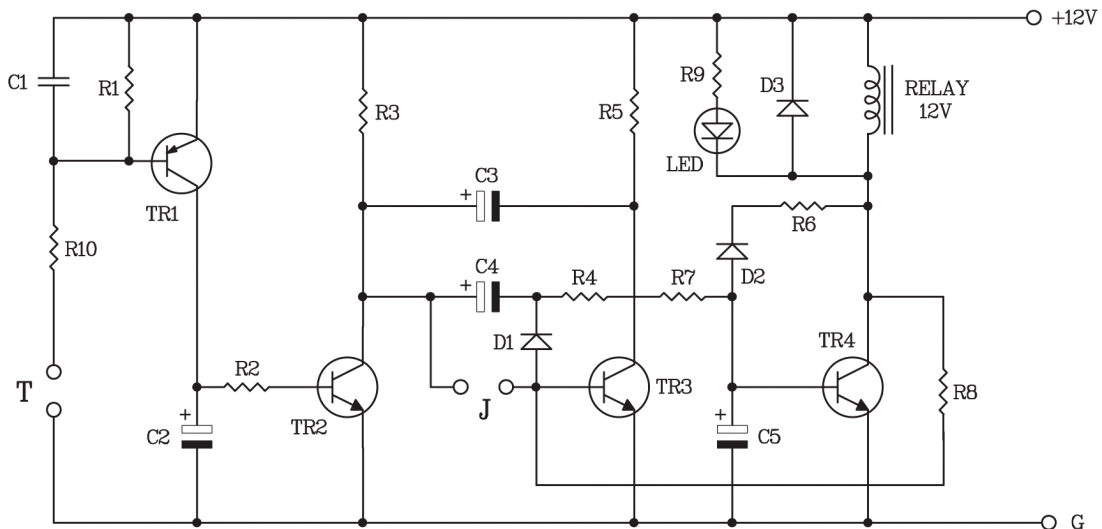 +12V
C1
R1
R3
R5
R9
D3
RELAY
12V
LED
TR1
+
C3
R6
R10
+
C4
R4
R7
D2
D1
TR4
T
R2
J
TR3
R8
TR2
+
C2
+
C5
G